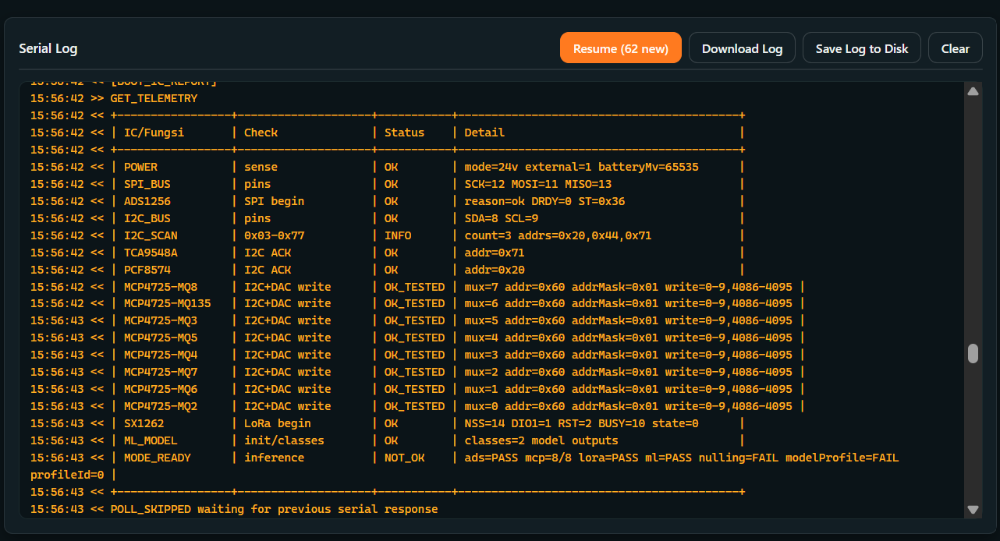 Serial Log
Resume (62 new)
Download Log
Save Log to Disk
Clear
15:56:42 << [BOOT_IC_REPORT]
15:56:42 >> GET_TELEMETRY
15:56:42 << +-----------------+--------------------+-----------+------------------------------------------+
15:56:42 << | IC/Fungsi       | Check              | Status    | Detail                                   |
15:56:42 << +-----------------+--------------------+-----------+------------------------------------------+
15:56:42 << | POWER           | sense              | OK        | mode=24v external=1 batteryMv=65535      |
15:56:42 << | SPI_BUS         | pins               | OK        | SCK=12 MOSI=11 MISO=13                   |
15:56:42 << | ADS1256         | SPI begin          | OK        | reason=ok DRDY=0 ST=0x36                 |
15:56:42 << | I2C_BUS         | pins               | OK        | SDA=8 SCL=9                              |
15:56:42 << | I2C_SCAN        | 0x03-0x77          | INFO      | count=3 addrs=0x20,0x44,0x71             |
15:56:42 << | TCA9548A        | I2C ACK            | OK        | addr=0x71                                |
15:56:42 << | PCF8574         | I2C ACK            | OK        | addr=0x20                                |
15:56:42 << | MCP4725-MQ8     | I2C+DAC write      | OK_TESTED | mux=7 addr=0x60 addrMask=0x01 write=0-9,4086-4095 |
15:56:42 << | MCP4725-MQ135   | I2C+DAC write      | OK_TESTED | mux=6 addr=0x60 addrMask=0x01 write=0-9,4086-4095 |
15:56:43 << | MCP4725-MQ3     | I2C+DAC write      | OK_TESTED | mux=5 addr=0x60 addrMask=0x01 write=0-9,4086-4095 |
15:56:43 << | MCP4725-MQ5     | I2C+DAC write      | OK_TESTED | mux=4 addr=0x60 addrMask=0x01 write=0-9,4086-4095 |
15:56:43 << | MCP4725-MQ4     | I2C+DAC write      | OK_TESTED | mux=3 addr=0x60 addrMask=0x01 write=0-9,4086-4095 |
15:56:43 << | MCP4725-MQ7     | I2C+DAC write      | OK_TESTED | mux=2 addr=0x60 addrMask=0x01 write=0-9,4086-4095 |
15:56:43 << | MCP4725-MQ6     | I2C+DAC write      | OK_TESTED | mux=1 addr=0x60 addrMask=0x01 write=0-9,4086-4095 |
15:56:43 << | MCP4725-MQ2     | I2C+DAC write      | OK_TESTED | mux=0 addr=0x60 addrMask=0x01 write=0-9,4086-4095 |
15:56:43 << | SX1262          | LoRa begin         | OK        | NSS=14 DIO1=1 RST=2 BUSY=10 state=0      |
15:56:43 << | ML_MODEL        | init/classes       | OK        | classes=2 model outputs                  |
15:56:43 << | MODE_READY      | inference          | NOT_OK    | ads=PASS mcp=8/8 lora=PASS ml=PASS nulling=FAIL modelProfile=FAIL
profileId=0 |
15:56:43 << +-----------------+--------------------+-----------+------------------------------------------+
15:56:43 << POLL_SKIPPED waiting for previous serial response